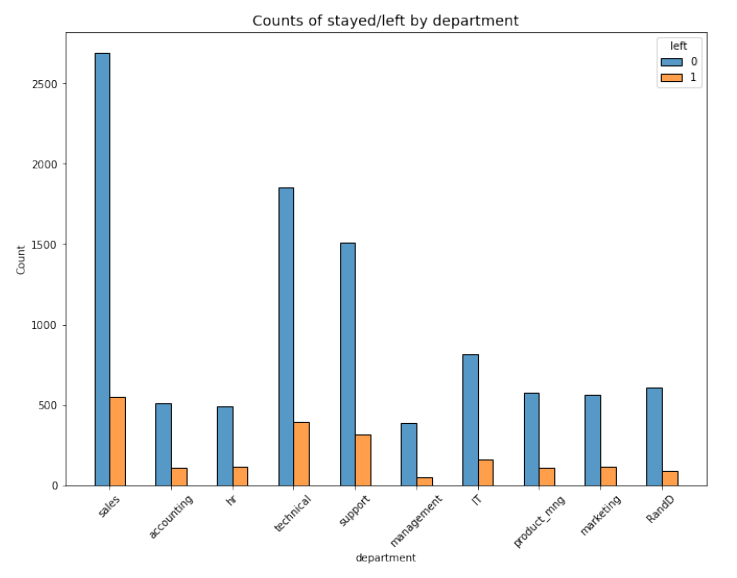 Counts of stayed/left by department
left
0
1
2500
2000
1500
1000
500
0
Count
sales
accounting
hr
technical
support
management
IT
product_mng
marketing
RandD
department